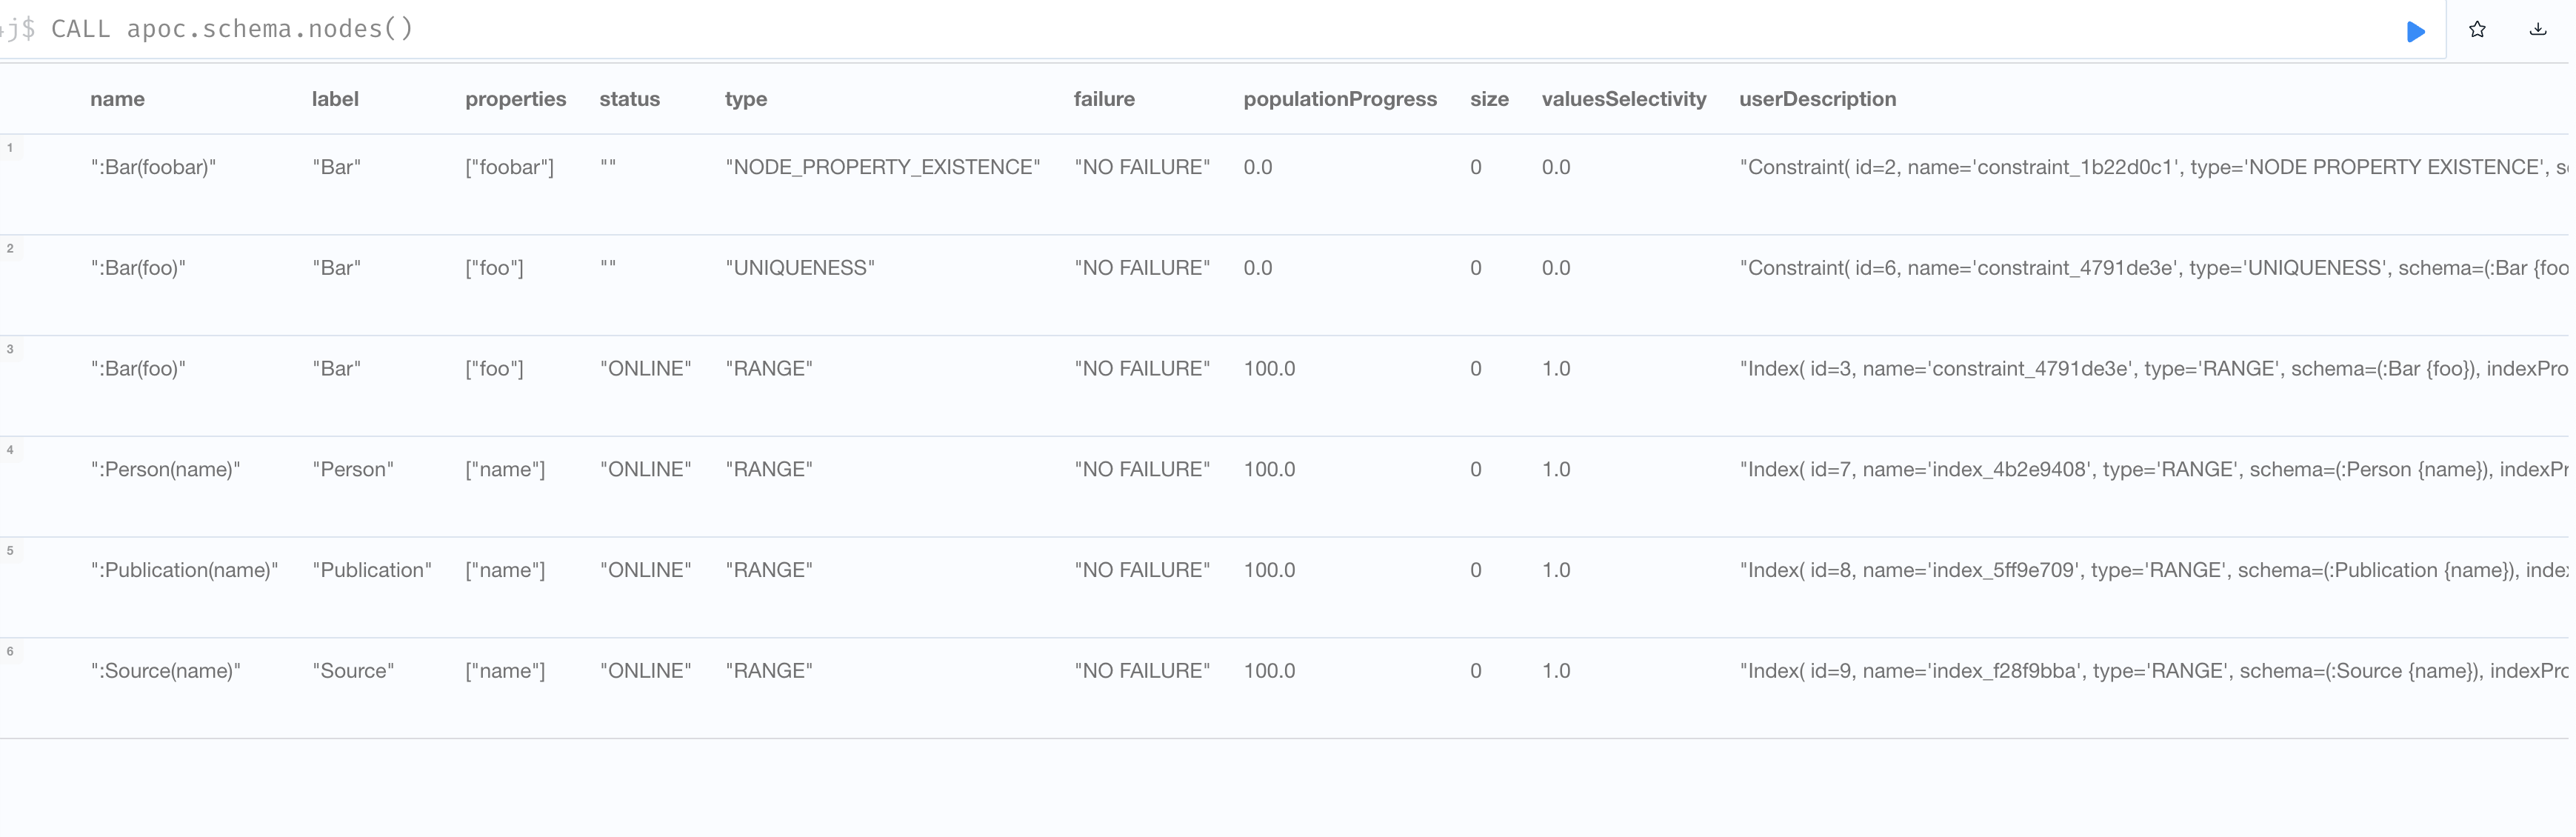 j$ CALL apoc.schema.nodes()
name label properties status type failure populationProgress size valuesSelectivity userDescription
1
":Bar(foobar)" "Bar" ["foobar"] "" "NODE_PROPERTY_EXISTENCE" "NO FAILURE" 0.0 0 0.0 "Constraint( id=2, name='constraint_1b22d0c1', type='NODE PROPERTY EXISTENCE', s
2
":Bar(foo)" "Bar" ["foo"] "" "UNIQUENESS" "NO FAILURE" 0.0 0 0.0 "Constraint( id=6, name='constraint_4791de3e', type='UNIQUENESS', schema=(:Bar {foo
3
":Bar(foo)" "Bar" ["foo"] "ONLINE" "RANGE" "NO FAILURE" 100.0 0 1.0 "Index( id=3, name='constraint_4791de3e', type='RANGE', schema=(:Bar {foo}), indexPro
4
":Person(name)" "Person" ["name"] "ONLINE" "RANGE" "NO FAILURE" 100.0 0 1.0 "Index( id=7, name='index_4b2e9408', type='RANGE', schema=(:Person {name}), indexPr
5
":Publication(name)" "Publication" ["name"] "ONLINE" "RANGE" "NO FAILURE" 100.0 0 1.0 "Index( id=8, name='index_5ff9e709', type='RANGE', schema=(:Publication {name}), index
6
":Source(name)" "Source" ["name"] "ONLINE" "RANGE" "NO FAILURE" 100.0 0 1.0 "Index( id=9, name='index_f28f9bba', type='RANGE', schema=(:Source {name}), indexPro